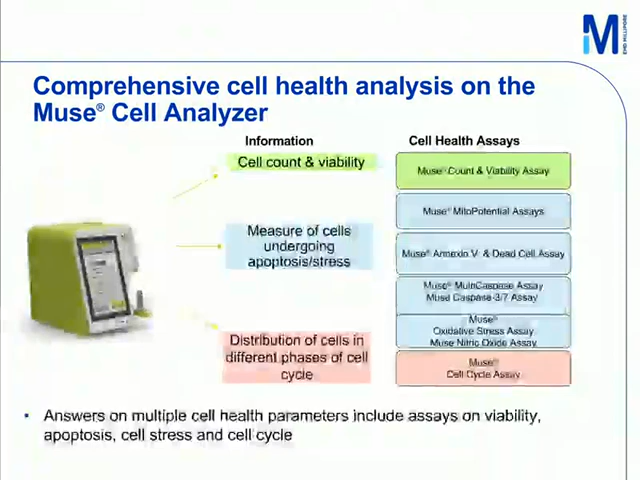 M
EMD MILLIPORE
Comprehensive cell health analysis on the
Muse® Cell Analyzer
Information
Cell Health Assays
Cell count & viability
Muse® Count & Viability Assay
Measure of cells
undergoing
apoptosis/stress
Muse® MitoPotential Assays
Muse® Annexin V & Dead Cell Assay
Muse® MultiCaspase Assay
Muse Caspase-3/7 Assay
Muse®
Oxidative Stress Assay
Muse Nitric Oxide Assay
Distribution of cells in
different phases of cell
cycle
Muse®
Cell Cycle Assay
• Answers on multiple cell health parameters include assays on viability,
apoptosis, cell stress and cell cycle